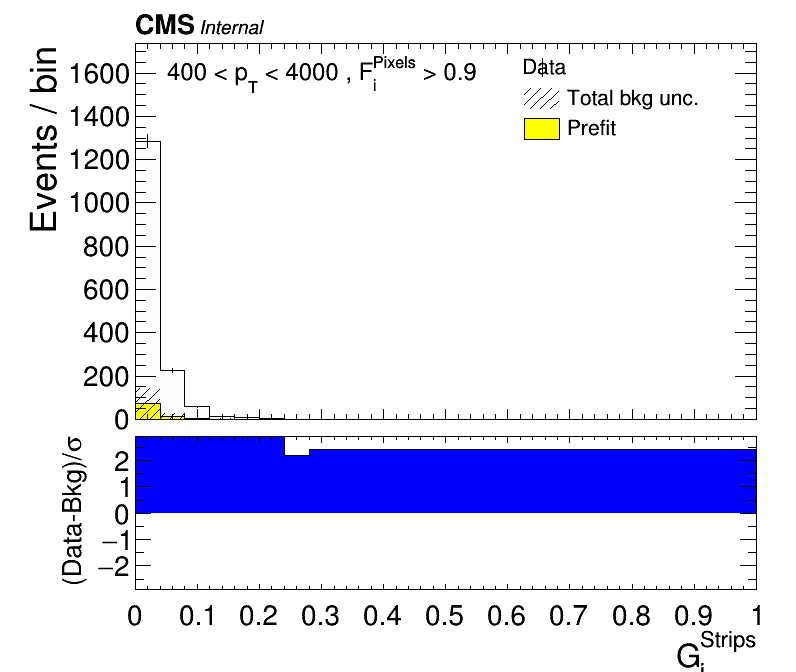 CMS Internal
Events / bin
1600
1400
1200
1000
800
600
400
200
0
400 < p_T < 4000 , F_i^Pixels > 0.9
Data
Total bkg unc.
Prefit
(Data-Bkg)/σ
2
1
0
−1
−2
0 0.1 0.2 0.3 0.4 0.5 0.6 0.7 0.8 0.9 1
G_i^Strips